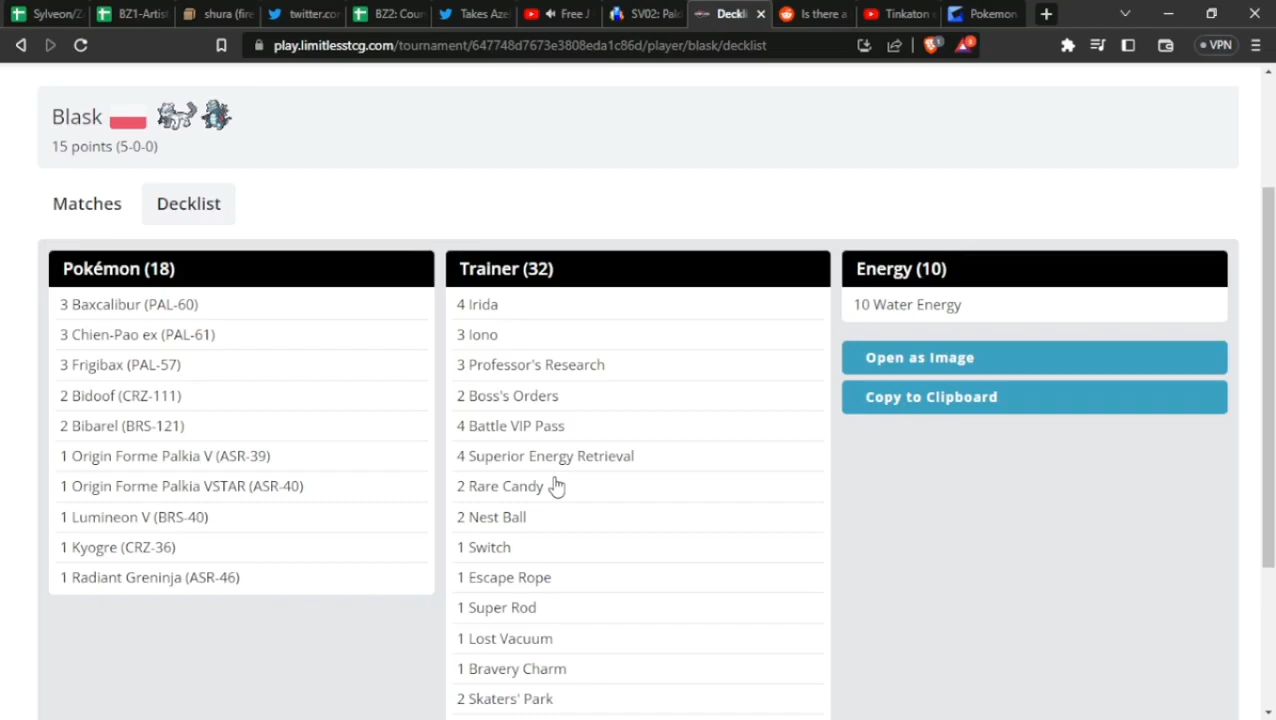 Sylveon/Z
BZ1-Artist
shura (fire
twitter.cor
BZ2: Cour
Takes Aze
Free J
SV02: Pal
Deckli
Is there a
Tinkaton
Pokemon
play.limitlesstcg.com/tournament/647748d7673e3808eda1c86d/player/blask/decklist
VPN
Blask
15 points (5-0-0)
Matches
Decklist
Pokémon (18)
3 Baxcalibur (PAL-60)
3 Chien-Pao ex (PAL-61)
3 Frigibax (PAL-57)
2 Bidoof (CRZ-111)
2 Bibarel (BRS-121)
1 Origin Forme Palkia V (ASR-39)
1 Origin Forme Palkia VSTAR (ASR-40)
1 Lumineon V (BRS-40)
1 Kyogre (CRZ-36)
1 Radiant Greninja (ASR-46)
Trainer (32)
4 Irida
3 Iono
3 Professor's Research
2 Boss's Orders
4 Battle VIP Pass
4 Superior Energy Retrieval
2 Rare Candy
2 Nest Ball
1 Switch
1 Escape Rope
1 Super Rod
1 Lost Vacuum
1 Bravery Charm
2 Skaters' Park
Energy (10)
10 Water Energy
Open as Image
Copy to Clipboard